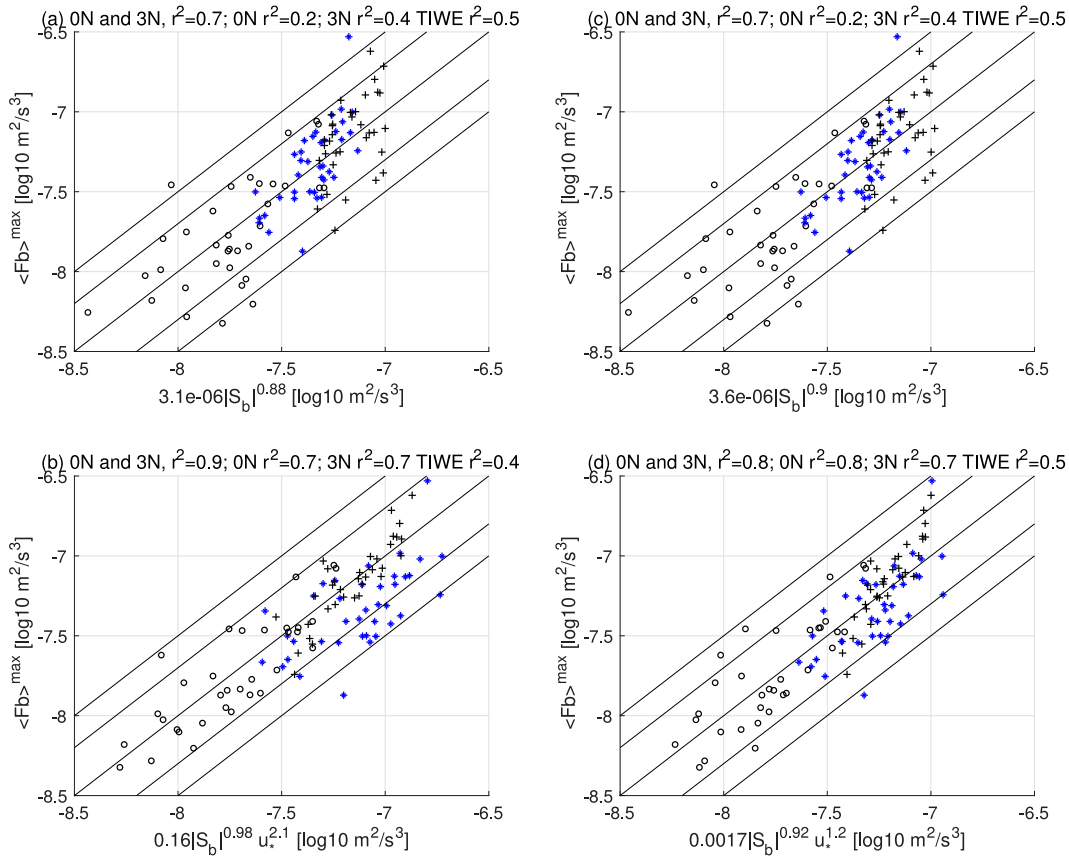 (a) 0N and 3N, r²=0.7; 0N r²=0.2; 3N r²=0.4 TIWE r²=0.5
-6.5
-7
-7.5
-8
-8.5
<Fb>^max [log10 m²/s³]
-8.5 -8 -7.5 -7 -6.5
3.1e-06|S_b|^0.88 [log10 m²/s³]
(c) 0N and 3N, r²=0.7; 0N r²=0.2; 3N r²=0.4 TIWE r²=0.5
-6.5
-7
-7.5
-8
-8.5
<Fb>^max [log10 m²/s³]
-8.5 -8 -7.5 -7 -6.5
3.6e-06|S_b|^0.9 [log10 m²/s³]
(b) 0N and 3N, r²=0.9; 0N r²=0.7; 3N r²=0.7 TIWE r²=0.4
-6.5
-7
-7.5
-8
-8.5
<Fb>^max [log10 m²/s³]
-8.5 -8 -7.5 -7 -6.5
0.16|S_b|^0.98 u_*^2.1 [log10 m²/s³]
(d) 0N and 3N, r²=0.8; 0N r²=0.8; 3N r²=0.7 TIWE r²=0.5
-6.5
-7
-7.5
-8
-8.5
<Fb>^max [log10 m²/s³]
-8.5 -8 -7.5 -7 -6.5
0.0017|S_b|^0.92 u_*^1.2 [log10 m²/s³]